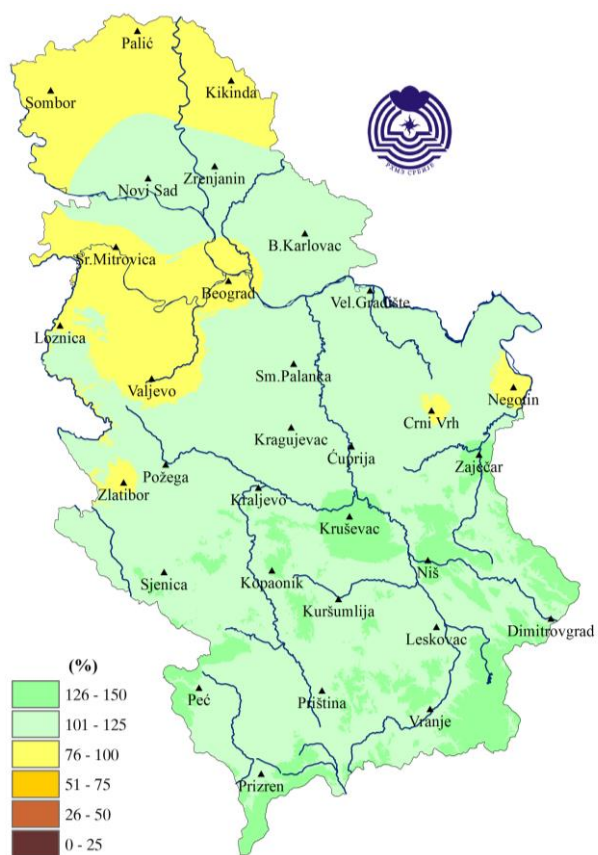 Palić
Kikinda
Sombor
Zrenjanin
Novi Sad
РХМЗ СРБИЈЕ
B.Karlovac
Sr.Mitrovica
Beograd
Vel.Gradište
Loznica
Sm.Palanka
Valjevo
Negotin
Crni Vrh
Kragujevac
Ćuprija
Zaječar
Požega
Zlatibor
Kraljevo
Kruševac
Niš
Sjenica
Kopaonik
Kuršumlija
Dimitrovgrad
Leskovac
(%)
126 - 150
101 - 125
76 - 100
51 - 75
26 - 50
0 - 25
Peć
Priština
Vranje
Prizren